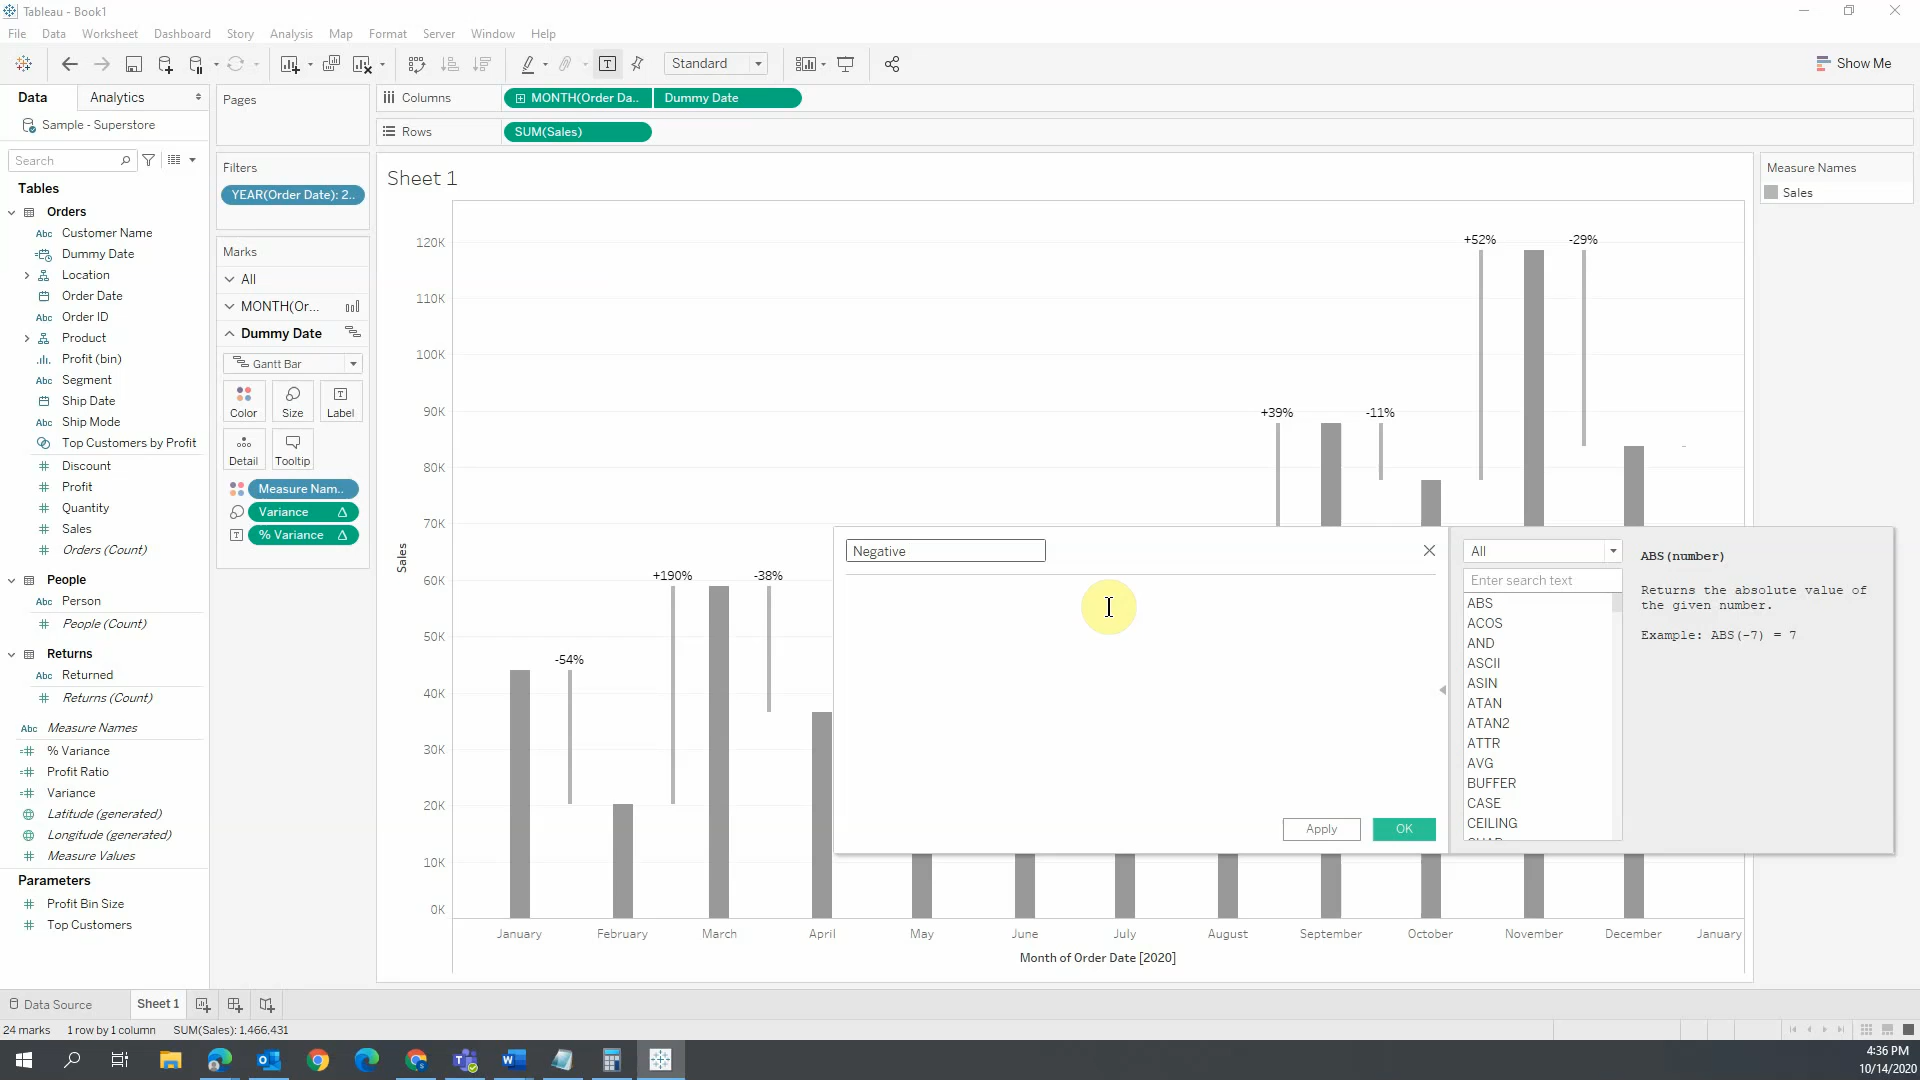 Tableau - Book1
File Data Worksheet Dashboard Story Analysis Map Format Server Window Help
Standard
Show Me
Data Analytics
Sample - Superstore
Search
Tables
Orders
Abc Customer Name
Dummy Date
Location
Order Date
Abc Order ID
Product
Profit (bin)
Abc Segment
Ship Date
Abc Ship Mode
Top Customers by Profit
Discount
Profit
Quantity
Sales
Orders (Count)
People
Abc Person
People (Count)
Returns
Abc Returned
Returns (Count)
Abc Measure Names
% Variance
Profit Ratio
Variance
Latitude (generated)
Longitude (generated)
Measure Values
Parameters
Profit Bin Size
Top Customers
Pages
Filters
YEAR(Order Date): 2..
Marks
All
MONTH(Or...
Dummy Date
Gantt Bar
Color Size Label
Detail Tooltip
Measure Nam..
Variance
% Variance
Columns MONTH(Order Da.. Dummy Date
Rows SUM(Sales)
Sheet 1
Sales
120K
110K
100K
90K
80K
70K
60K
50K
40K
30K
20K
10K
0K
-54%
+190%
-38%
+39%
-11%
+52%
-29%
January February March April May June July August September October November December January
Month of Order Date [2020]
Measure Names
Sales
Negative
Apply OK
All
Enter search text
ABS
ACOS
AND
ASCII
ASIN
ATAN
ATAN2
ATTR
AVG
BUFFER
CASE
CEILING
ABS(number)
Returns the absolute value of
the given number.
Example: ABS(-7) = 7
Data Source Sheet 1
24 marks 1 row by 1 column SUM(Sales): 1,466,431
4:36 PM
10/14/2020